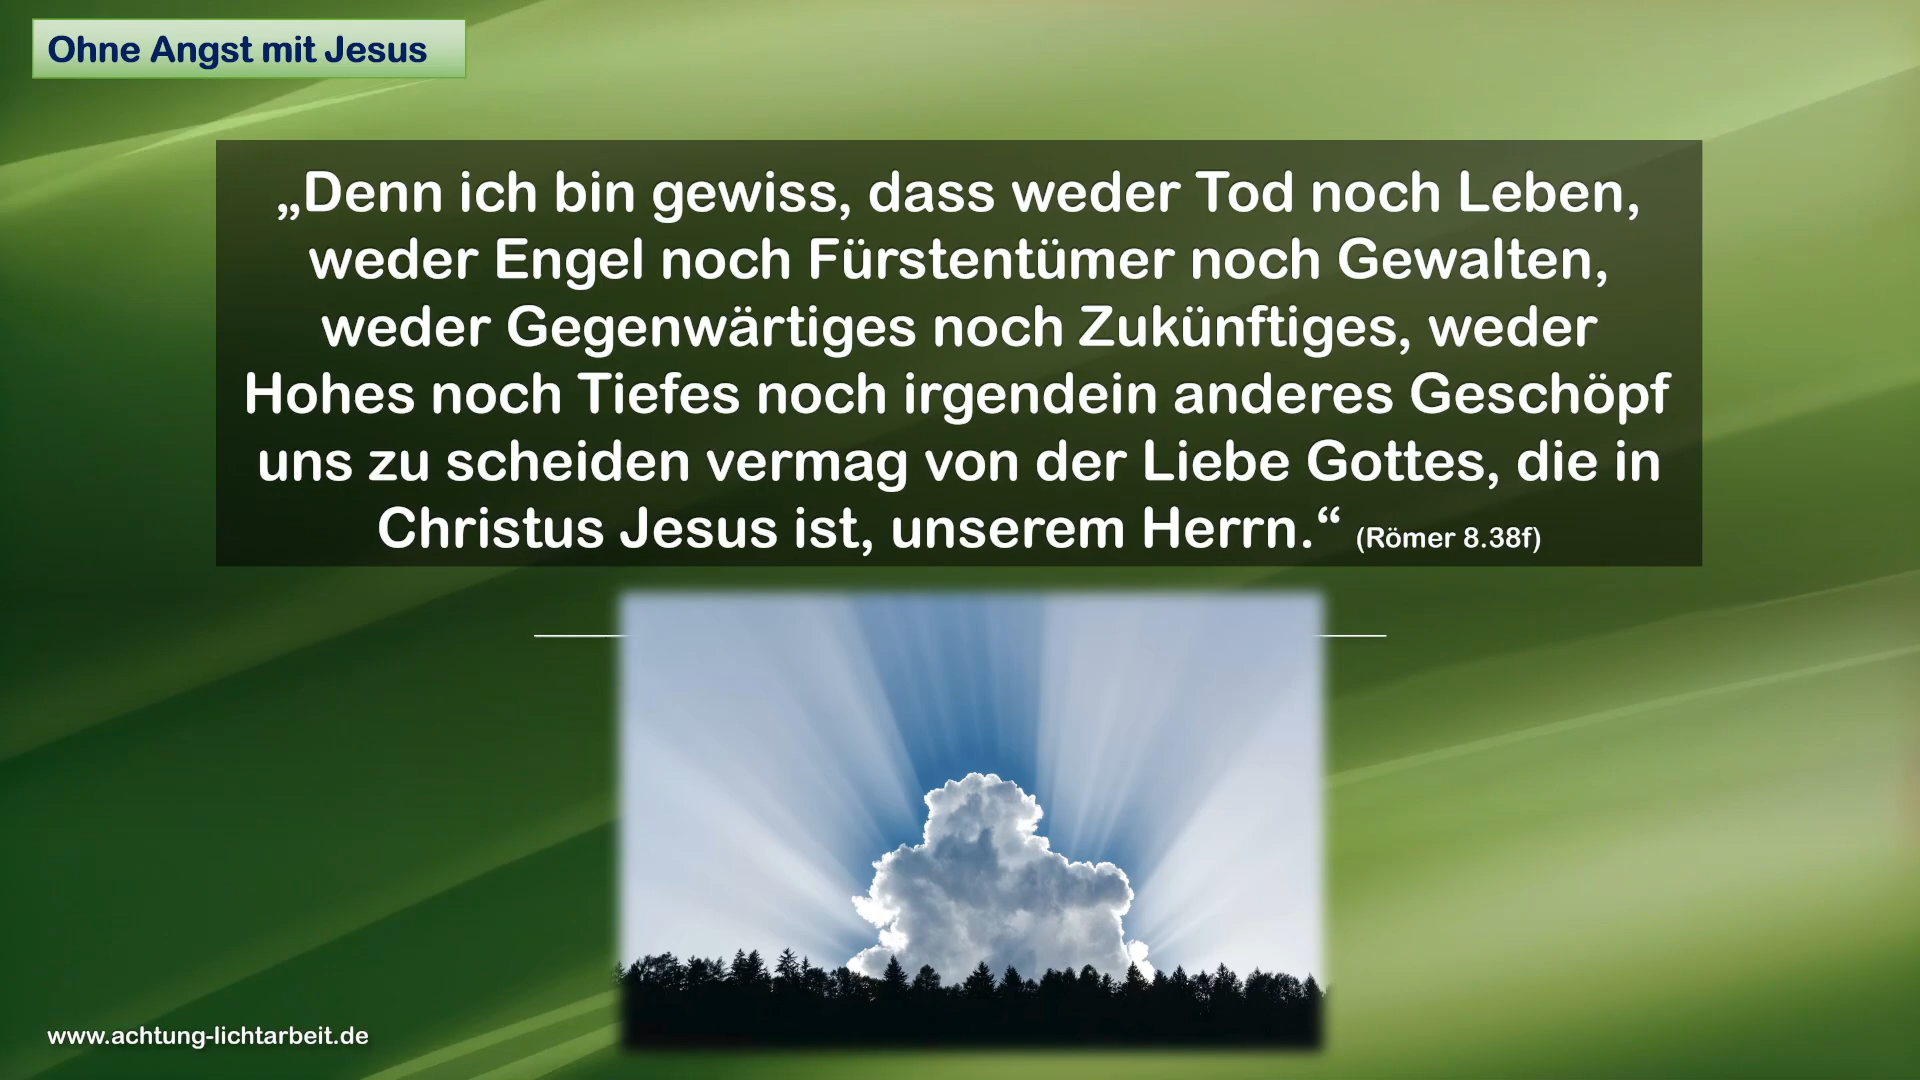 Ohne Angst mit Jesus
„Denn ich bin gewiss, dass weder Tod noch Leben,
weder Engel noch Fürstentümer noch Gewalten,
weder Gegenwärtiges noch Zukünftiges, weder
Hohes noch Tiefes noch irgendein anderes Geschöpf
uns zu scheiden vermag von der Liebe Gottes, die in
Christus Jesus ist, unserem Herrn.“ (Römer 8.38f)
www.achtung-lichtarbeit.de